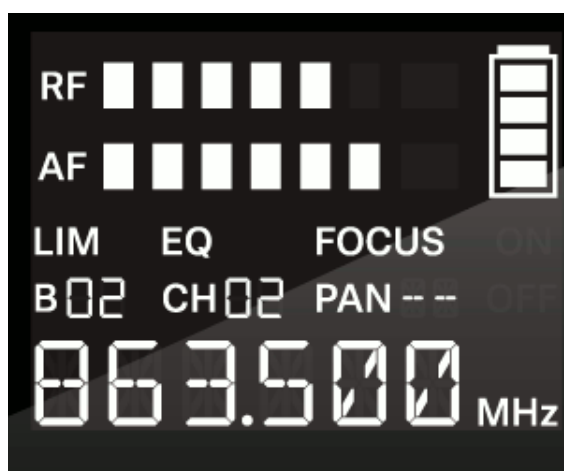 RF
AF
LIM EQ FOCUS ON
B02 CH02 PAN-- -- OFF
863.500 MHz